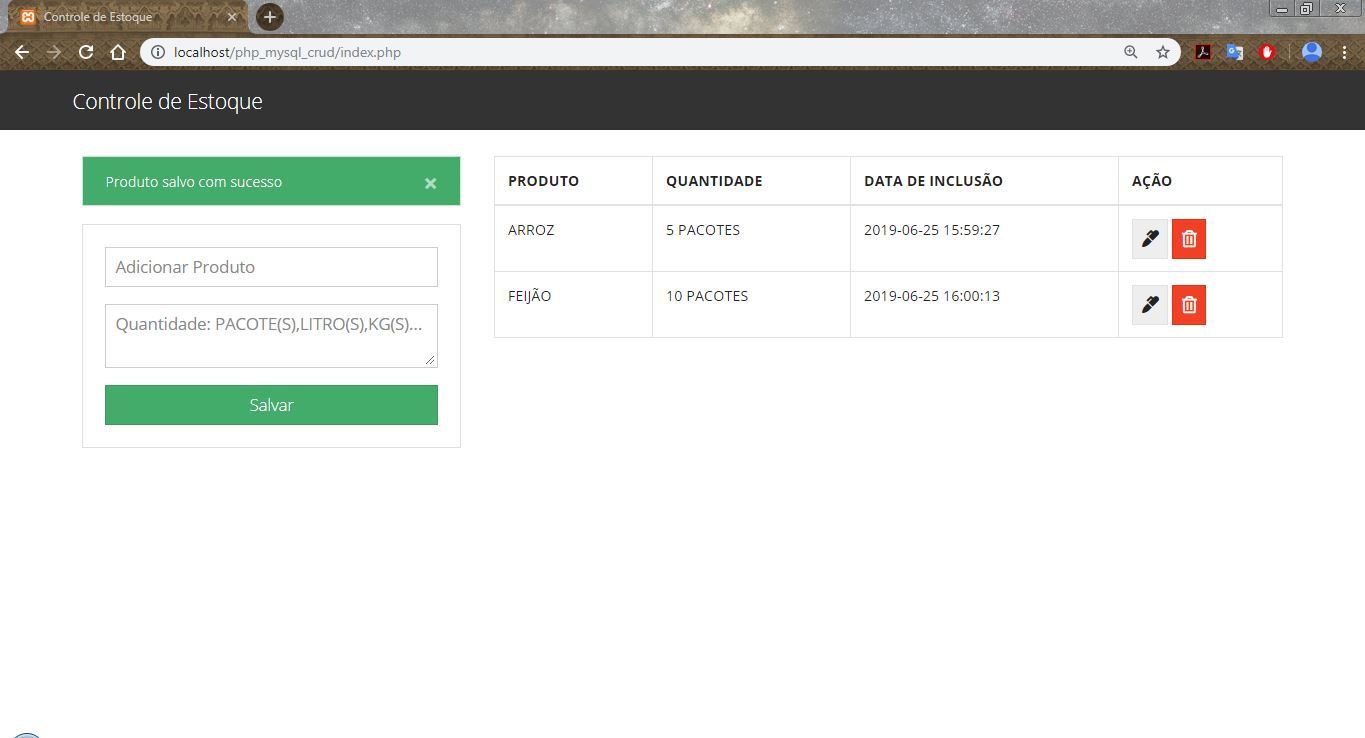 Controle de Estoque
localhost/php_mysql_crud/index.php
Controle de Estoque
Produto salvo com sucesso
Adicionar Produto
Quantidade: PACOTE(S),LITRO(S),KG(S)...
Salvar
PRODUTO QUANTIDADE DATA DE INCLUSÃO AÇÃO
ARROZ 5 PACOTES 2019-06-25 15:59:27
FEIJÃO 10 PACOTES 2019-06-25 16:00:13